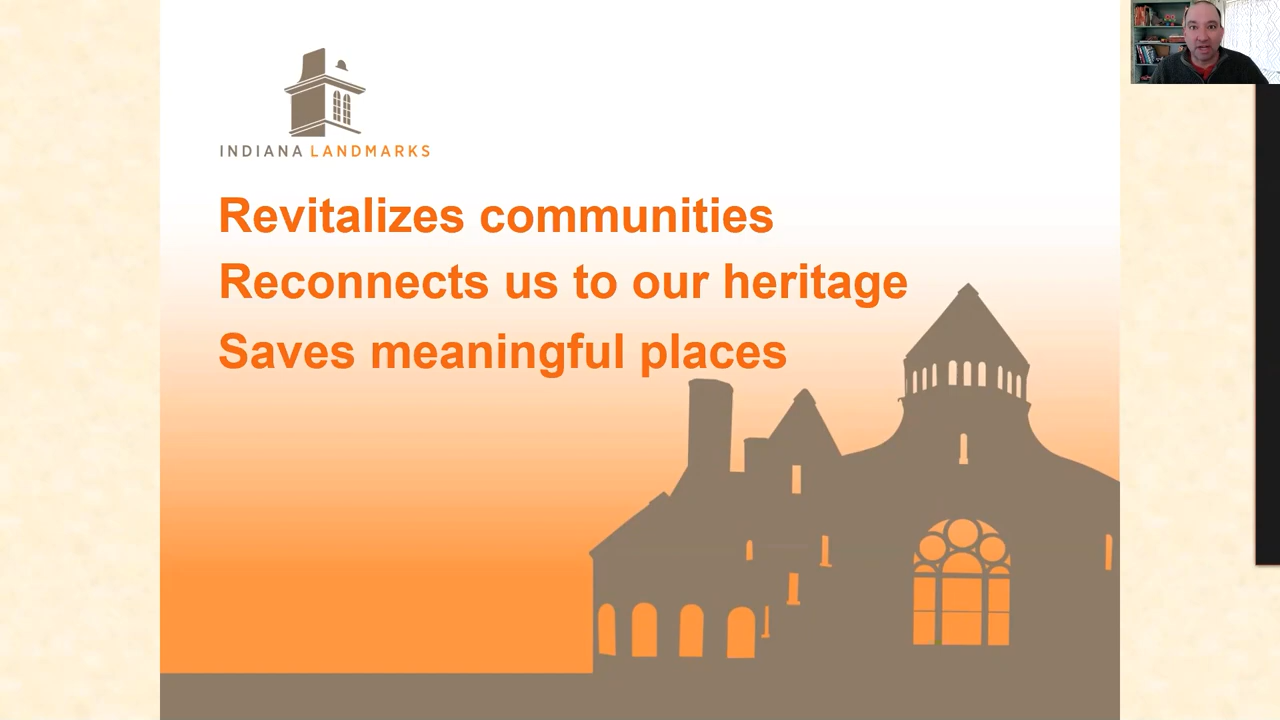 INDIANA LANDMARKS
Revitalizes communities
Reconnects us to our heritage
Saves meaningful places